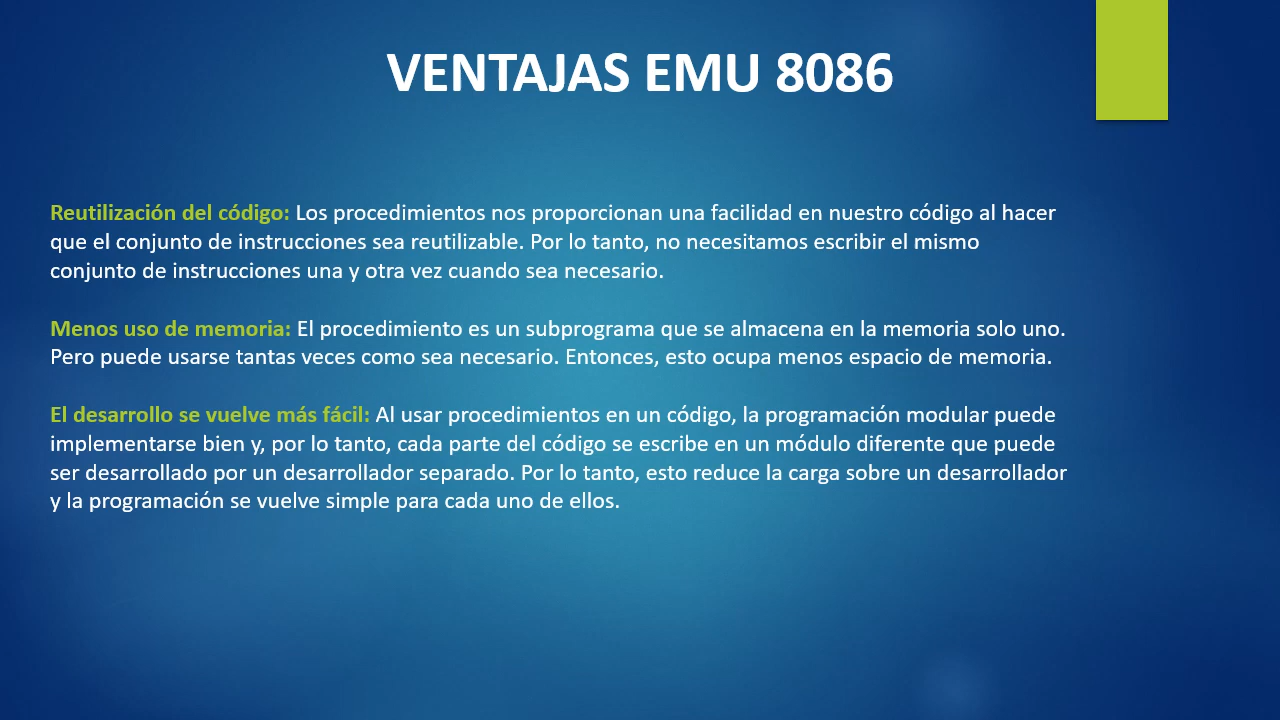 VENTAJAS EMU 8086
Reutilización del código: Los procedimientos nos proporcionan una facilidad en nuestro código al hacer
que el conjunto de instrucciones sea reutilizable. Por lo tanto, no necesitamos escribir el mismo
conjunto de instrucciones una y otra vez cuando sea necesario.
Menos uso de memoria: El procedimiento es un subprograma que se almacena en la memoria solo uno.
Pero puede usarse tantas veces como sea necesario. Entonces, esto ocupa menos espacio de memoria.
El desarrollo se vuelve más fácil: Al usar procedimientos en un código, la programación modular puede
implementarse bien y, por lo tanto, cada parte del código se escribe en un módulo diferente que puede
ser desarrollado por un desarrollador separado. Por lo tanto, esto reduce la carga sobre un desarrollador
y la programación se vuelve simple para cada uno de ellos.